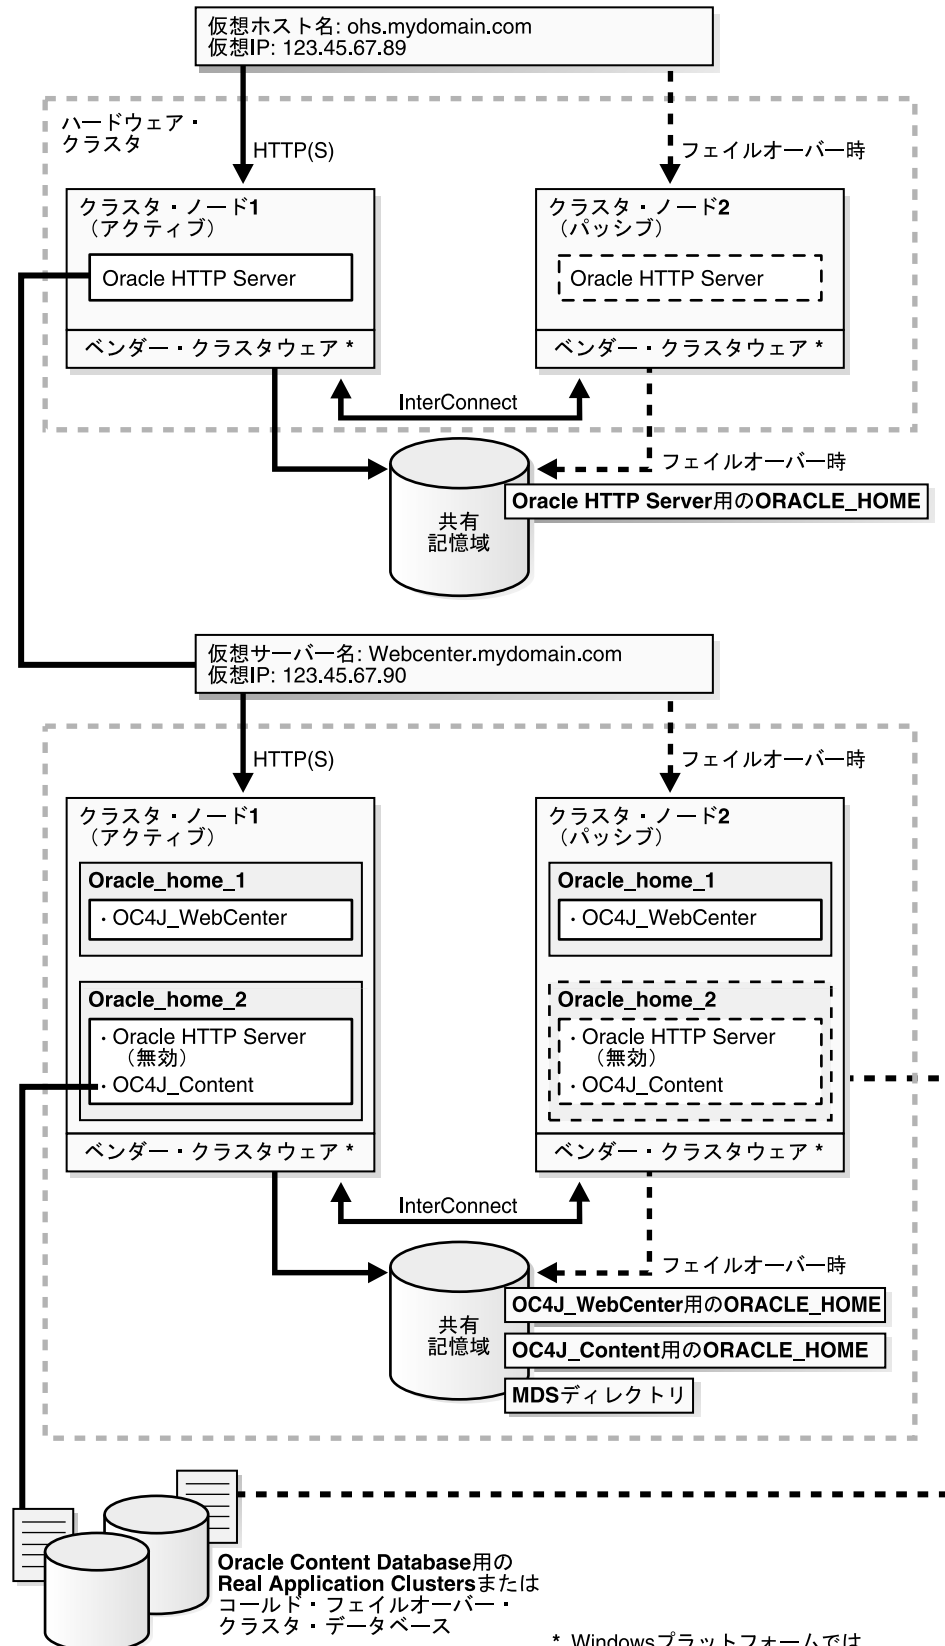 仮想ホスト名: ohs.mydomain.com
仮想IP: 123.45.67.89
ハードウェア・
クラスタ
HTTP(S)
フェイルオーバー時
クラスタ・ノード1
（アクティブ）
Oracle HTTP Server
ベンダー・クラスタウェア *
クラスタ・ノード2
（パッシブ）
Oracle HTTP Server
ベンダー・クラスタウェア *
InterConnect
フェイルオーバー時
共有
記憶域
Oracle HTTP Server用のORACLE_HOME
仮想サーバー名: Webcenter.mydomain.com
仮想IP: 123.45.67.90
HTTP(S)
フェイルオーバー時
クラスタ・ノード1
（アクティブ）
Oracle_home_1
・OC4J_WebCenter
Oracle_home_2
・Oracle HTTP Server
（無効）
・OC4J_Content
ベンダー・クラスタウェア *
クラスタ・ノード2
（パッシブ）
Oracle_home_1
・OC4J_WebCenter
Oracle_home_2
・Oracle HTTP Server
（無効）
・OC4J_Content
ベンダー・クラスタウェア *
InterConnect
フェイルオーバー時
共有
記憶域
OC4J_WebCenter用のORACLE_HOME
OC4J_Content用のORACLE_HOME
MDSディレクトリ
Oracle Content Database用の
Real Application Clustersまたは
コールド・フェイルオーバー・
クラスタ・データベース
* Windowsプラットフォームでは